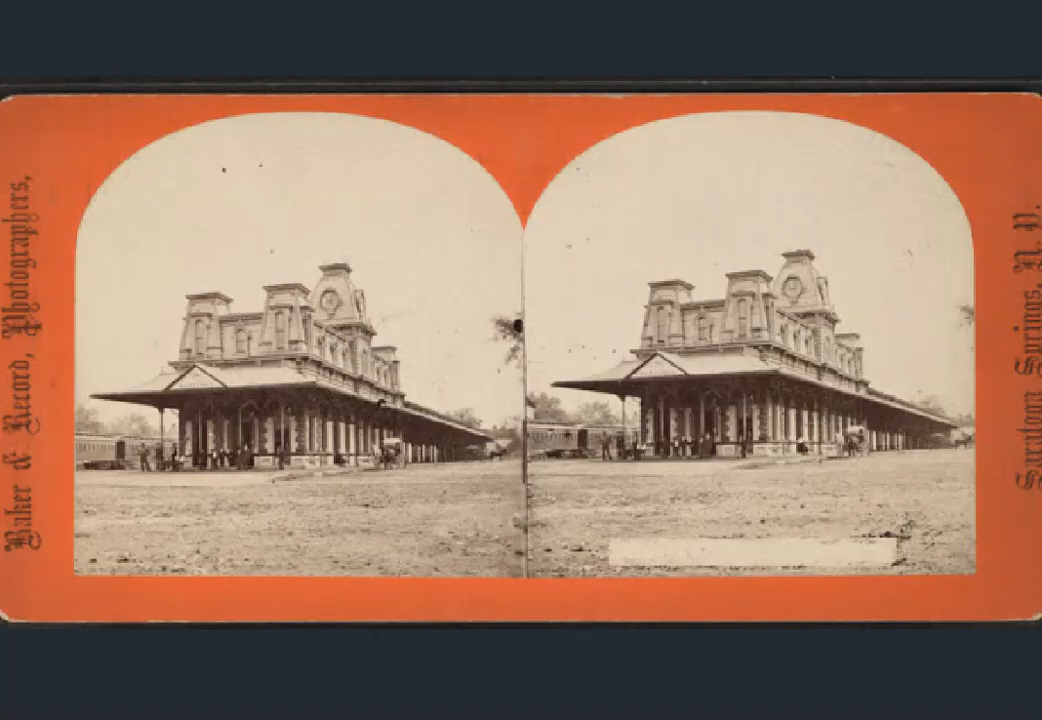 Baker & Record, Photographers,
Saratoga Springs, N. Y.